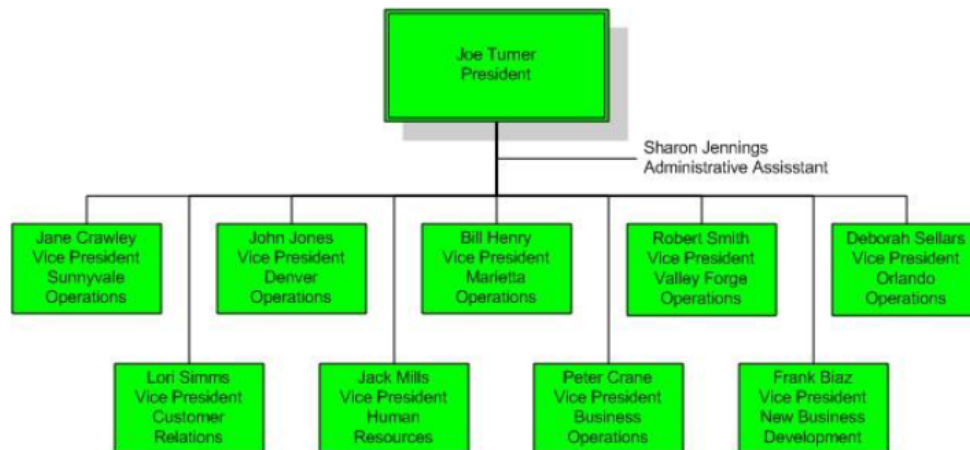 Joe Turner
President
Sharon Jennings
Administrative Assisstant
Jane Crawley
Vice President
Sunnyvale
Operations
John Jones
Vice President
Denver
Operations
Bill Henry
Vice President
Marietta
Operations
Robert Smith
Vice President
Valley Forge
Operations
Deborah Sellars
Vice President
Orlando
Operations
Lori Simms
Vice President
Customer
Relations
Jack Mills
Vice President
Human
Resources
Peter Crane
Vice President
Business
Operations
Frank Biaz
Vice President
New Business
Development